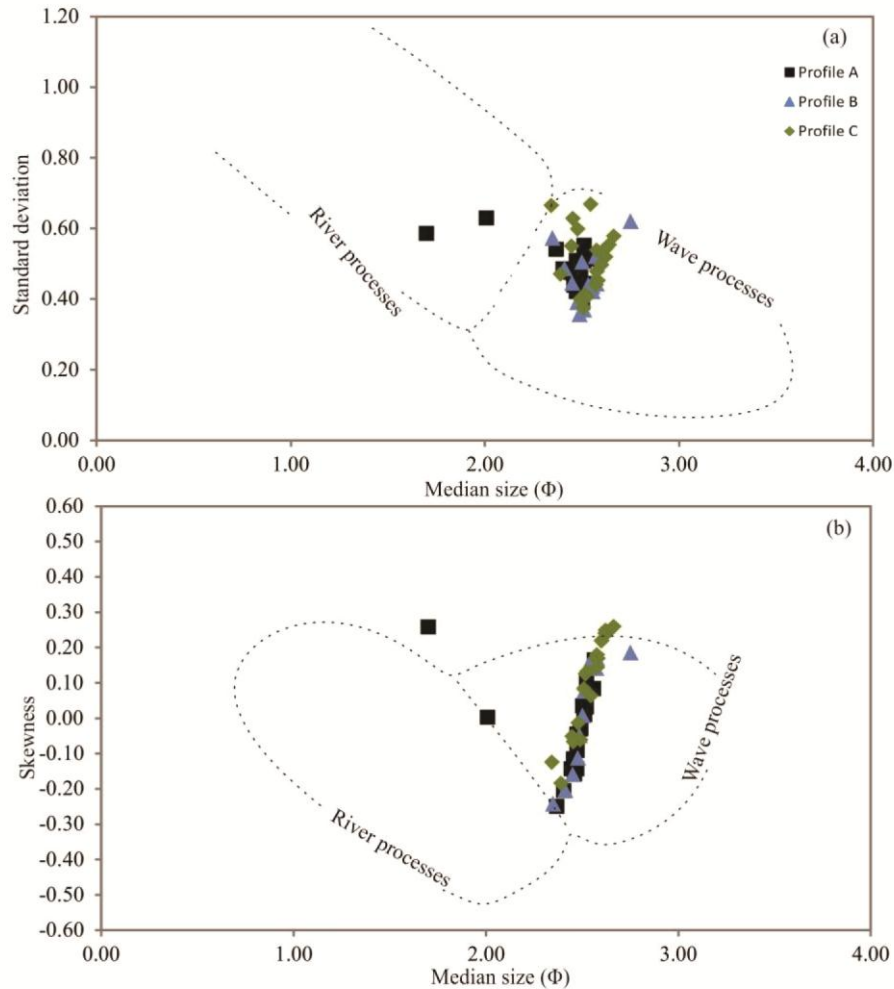 1.20
(a)
Profile A
1.00
Profile B
Profile C
0.80
Standard deviation
0.60
River processes
Wave processes
0.40
0.20
0.00
0.00 1.00 2.00 3.00 4.00
Median size (Φ)
0.60
(b)
0.50
0.40
0.30
0.20
0.10
Skewness
0.00
-0.10
Wave processes
-0.20
-0.30
River processes
-0.40
-0.50
-0.60
0.00 1.00 2.00 3.00 4.00
Median size (Φ)